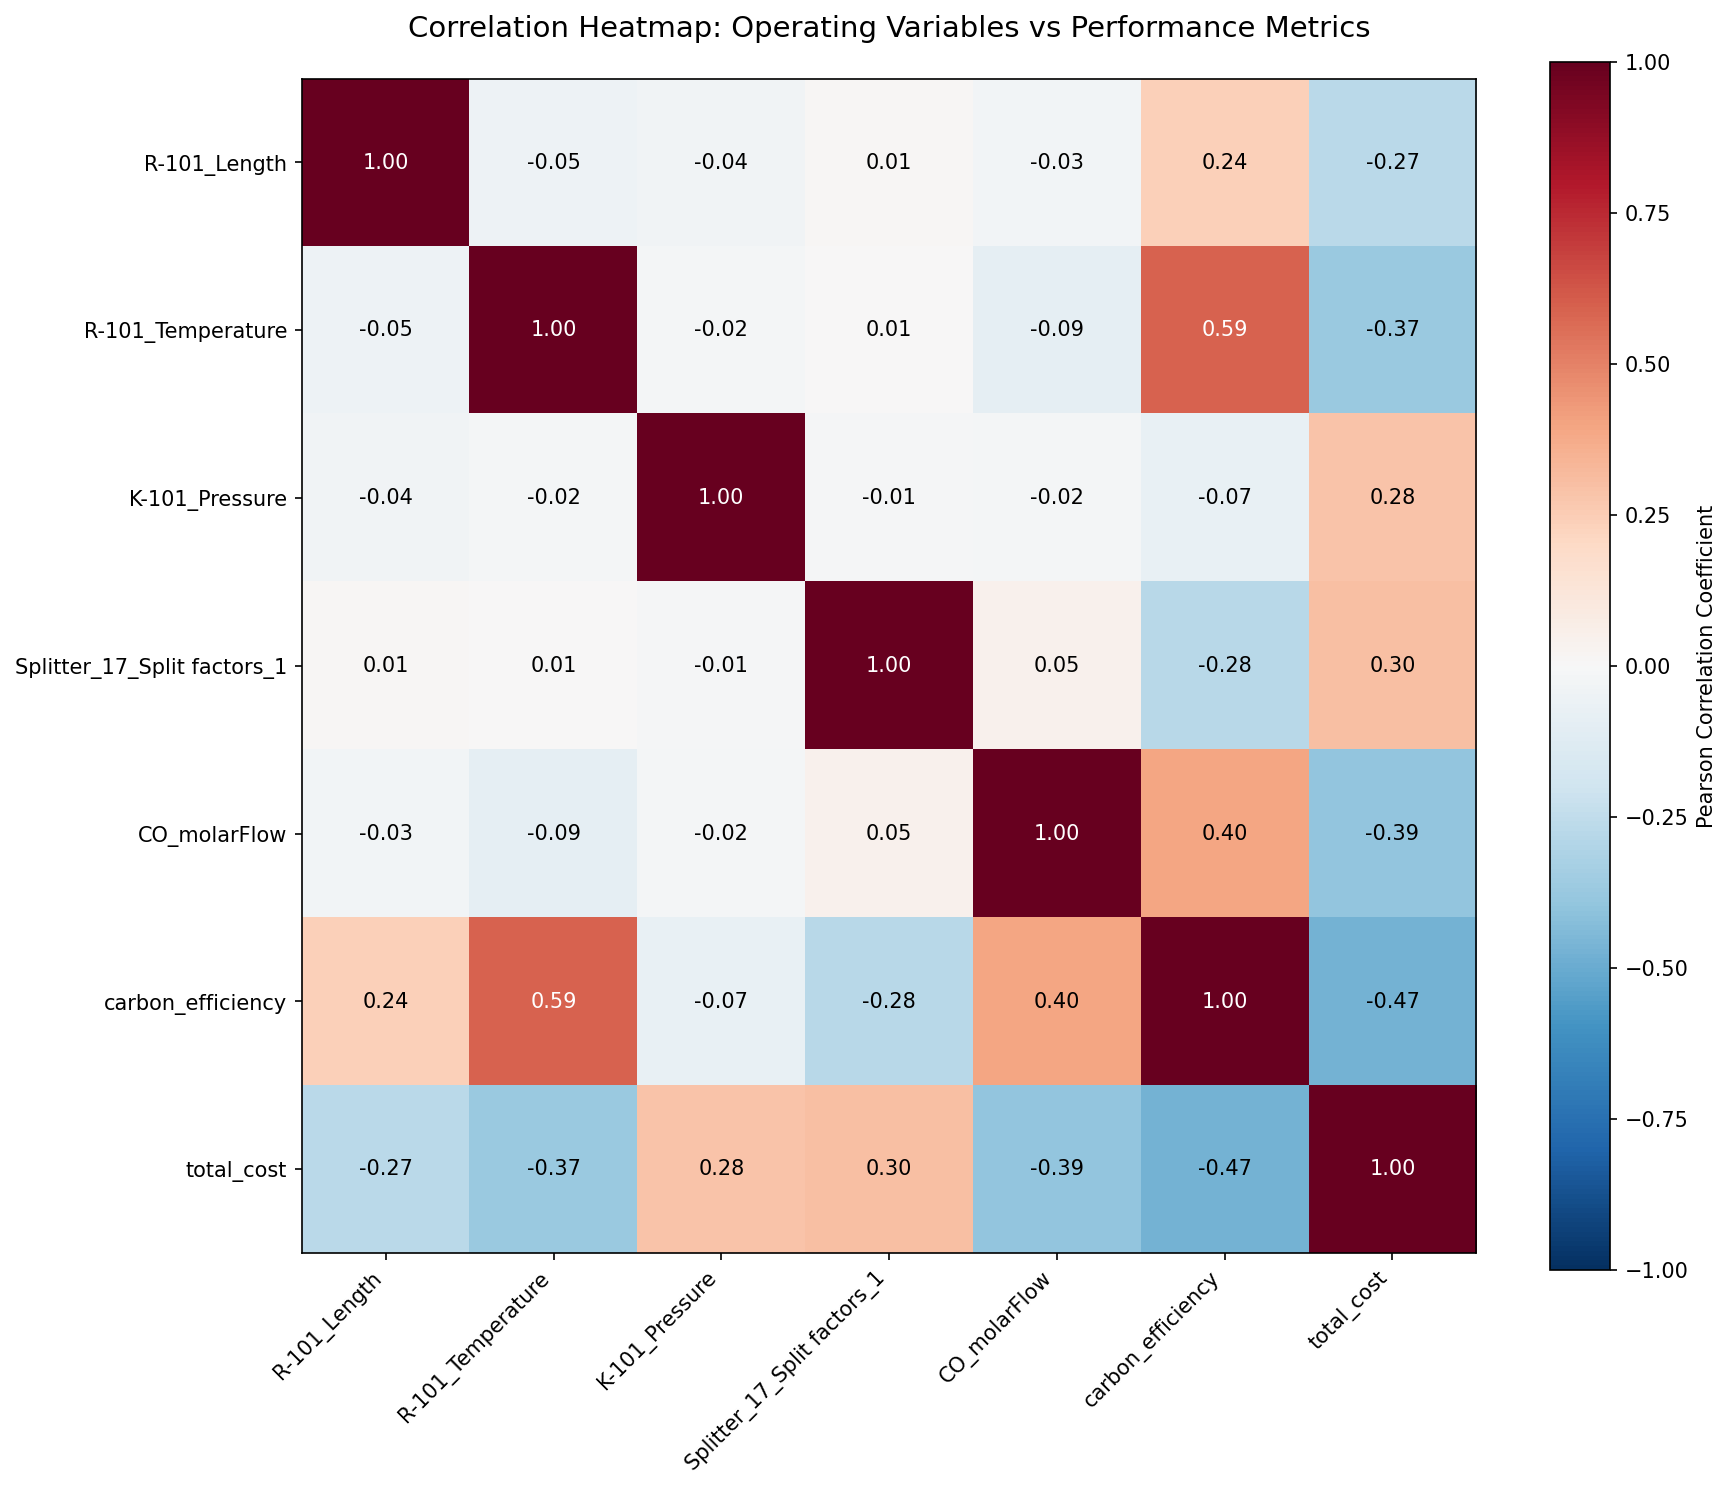 Correlation Heatmap: Operating Variables vs Performance Metrics
R-101_Length 1.00 -0.05 -0.04 0.01 -0.03 0.24 -0.27
R-101_Temperature -0.05 1.00 -0.02 0.01 -0.09 0.59 -0.37
K-101_Pressure -0.04 -0.02 1.00 -0.01 -0.02 -0.07 0.28
Splitter_17_Split factors_1 0.01 0.01 -0.01 1.00 0.05 -0.28 0.30
CO_molarFlow -0.03 -0.09 -0.02 0.05 1.00 0.40 -0.39
carbon_efficiency 0.24 0.59 -0.07 -0.28 0.40 1.00 -0.47
total_cost -0.27 -0.37 0.28 0.30 -0.39 -0.47 1.00
R-101_Length
R-101_Temperature
K-101_Pressure
Splitter_17_Split factors_1
CO_molarFlow
carbon_efficiency
total_cost
1.00
0.75
0.50
0.25
0.00
−0.25
−0.50
−0.75
−1.00
Pearson Correlation Coefficient